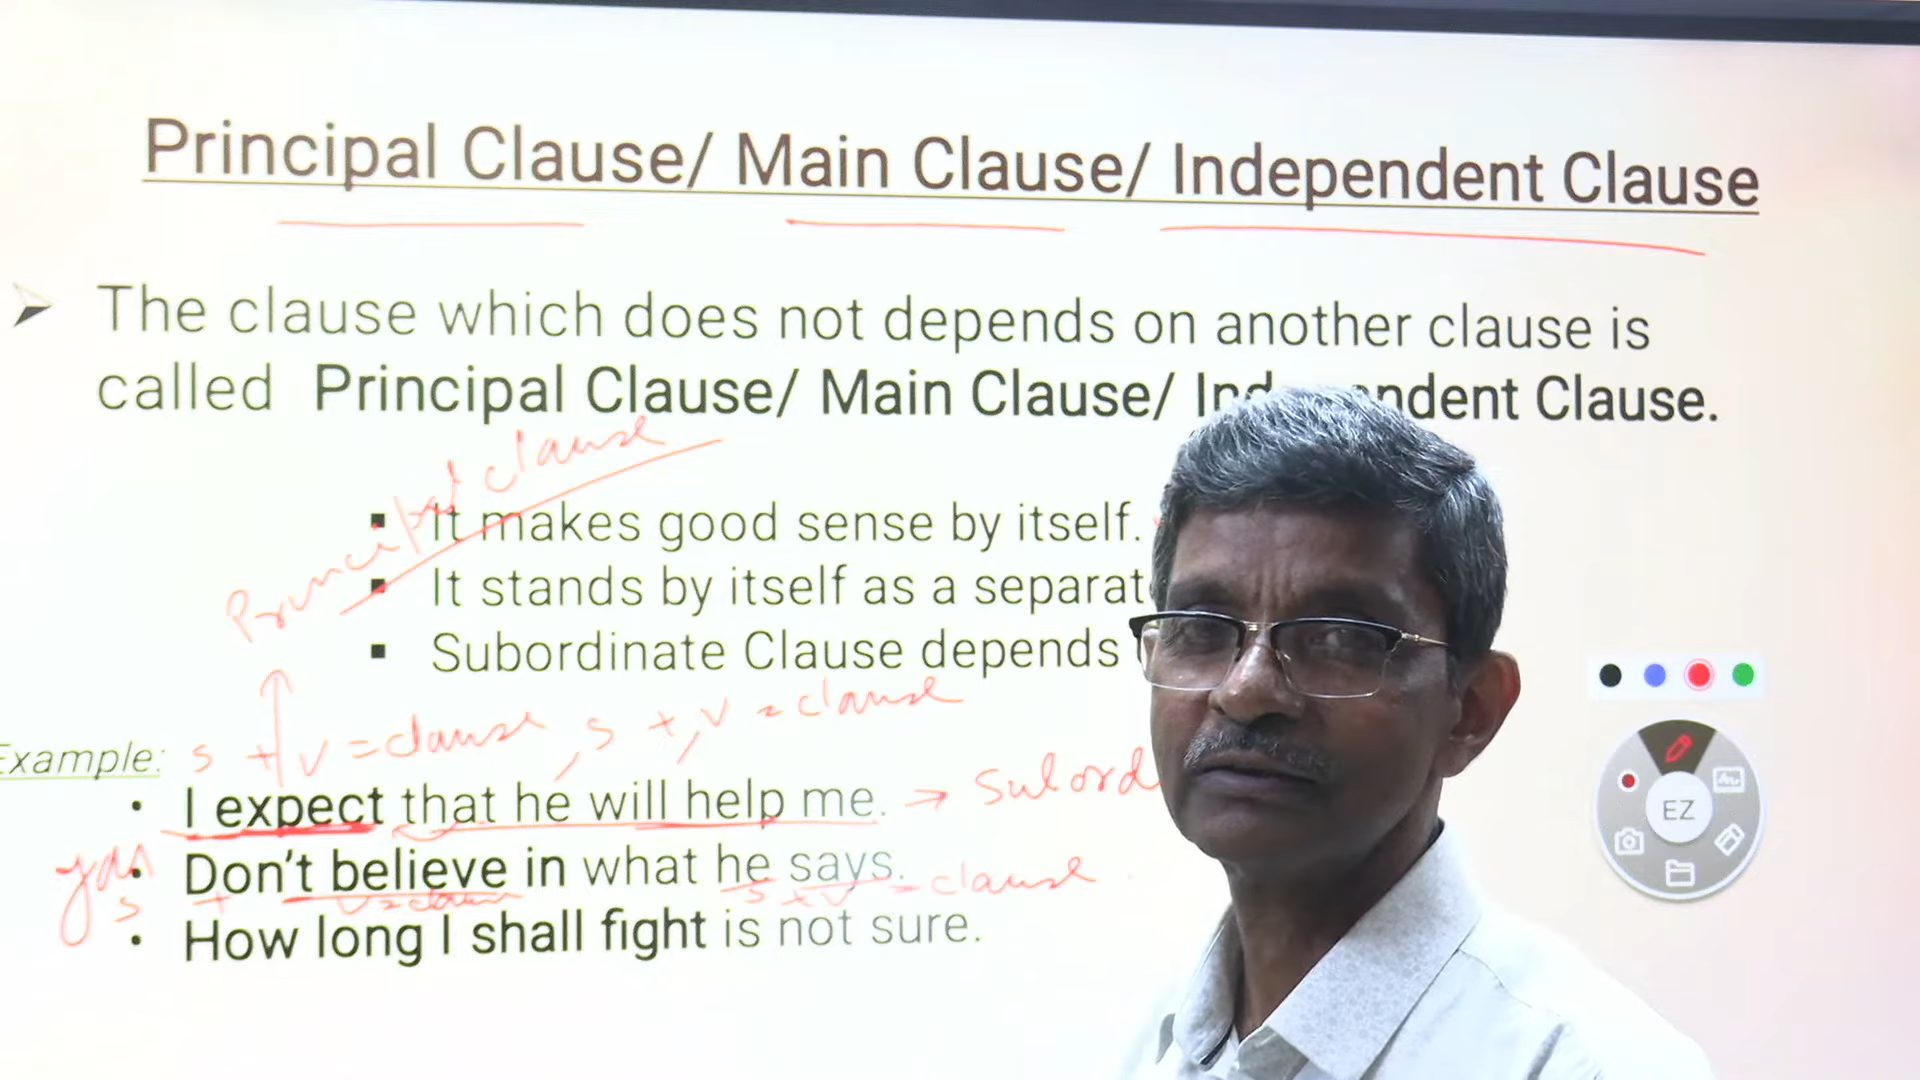 Principal Clause/ Main Clause/ Independent Clause
The clause which does not depends on another clause is
called Principal Clause/ Main Clause/ Independent Clause.
Principal clause
It makes good sense by itself.
It stands by itself as a separat
Subordinate Clause depends
s + v = clause, s + v = clause
Example:
I expect that he will help me. → Subord
Don't believe in what he says.
s + v = clause s + v = clause
How long I shall fight is not sure.
EZ